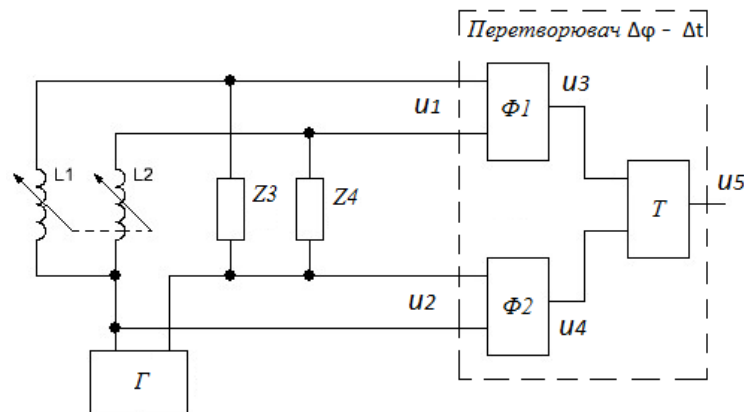 Перетворювач Δφ - Δt
u1
Ф1
u3
L1
L2
Z3
Z4
T
u5
u2
Ф2
u4
Г